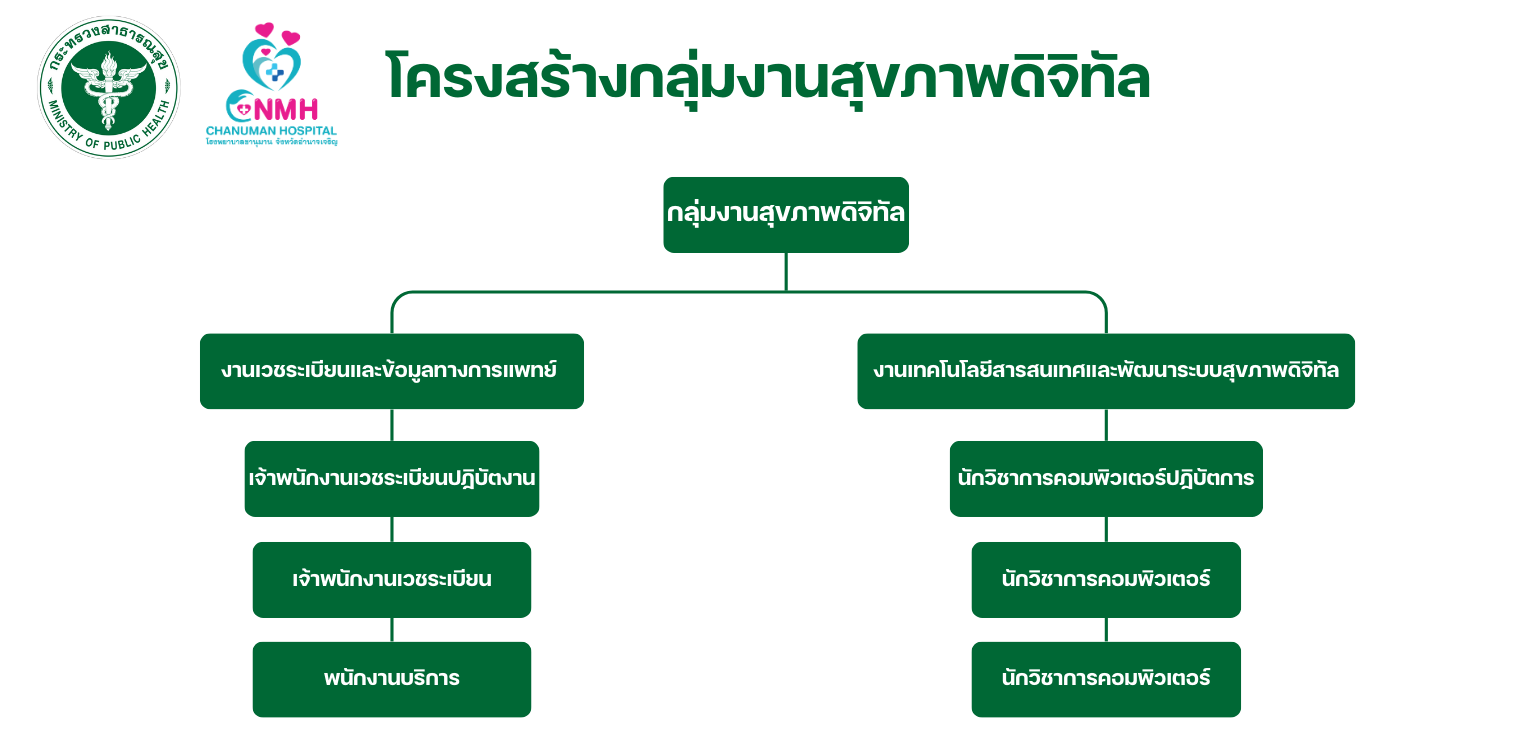 กระทรวงสาธารณสุข
MINISTRY OF PUBLIC HEALTH
CNMH
CHANUMAN HOSPITAL
โรงพยาบาลชานุมาน จังหวัดอำนาจเจริญ
โครงสร้างกลุ่มงานสุขภาพดิจิทัล
กลุ่มงานสุขภาพดิจิทัล
งานเวชระเบียนและข้อมูลทางการแพทย์
งานเทคโนโลยีสารสนเทศและพัฒนาระบบสุขภาพดิจิทัล
เจ้าพนักงานเวชระเบียนปฎิบัตงาน
นักวิชาการคอมพิวเตอร์ปฎิบัตการ
เจ้าพนักงานเวชระเบียน
นักวิชาการคอมพิวเตอร์
พนักงานบริการ
นักวิชาการคอมพิวเตอร์